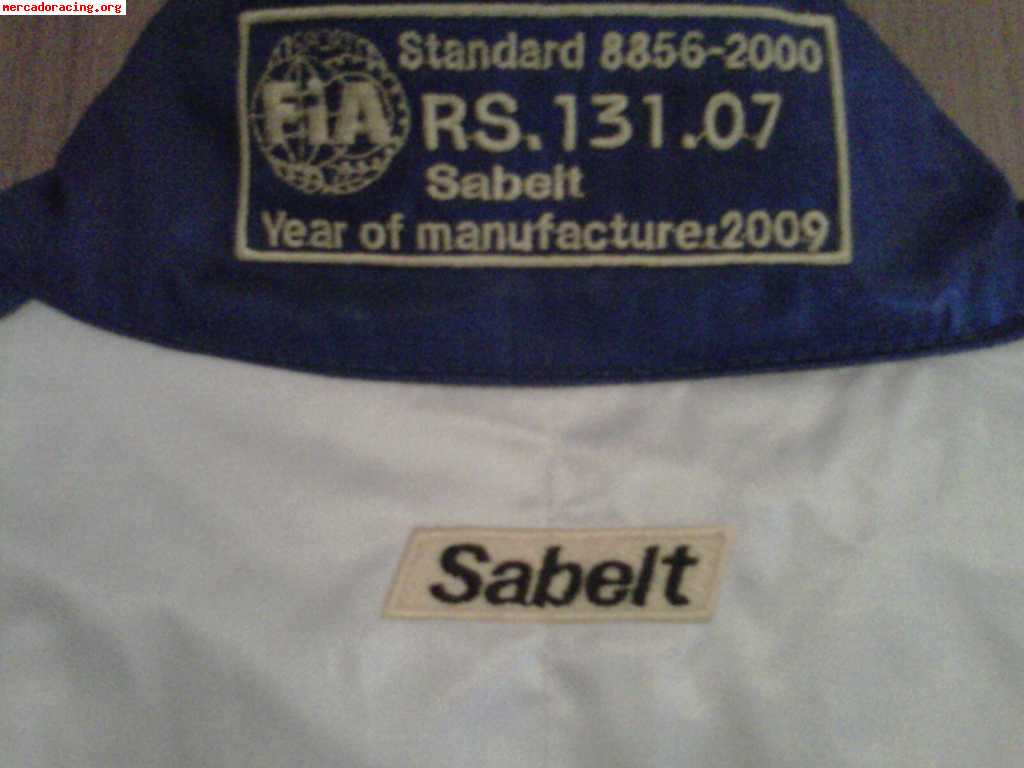 mercadoracing.org
Standard 8856-2000
FIA
RS.131.07
Sabelt
Year of manufacture:2009
Sabelt